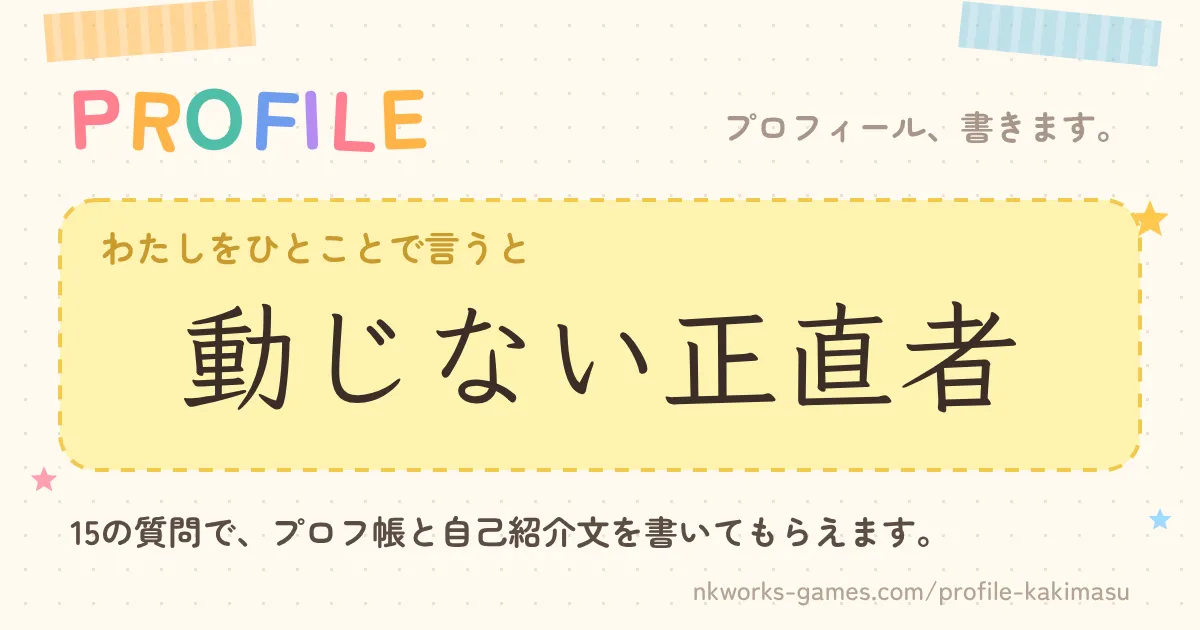 PROFILE
プロフィール、書きます。
わたしをひとことで言うと
動じない正直者
15の質問で、プロフ帳と自己紹介文を書いてもらえます。
nkworks-games.com/profile-kakimasu